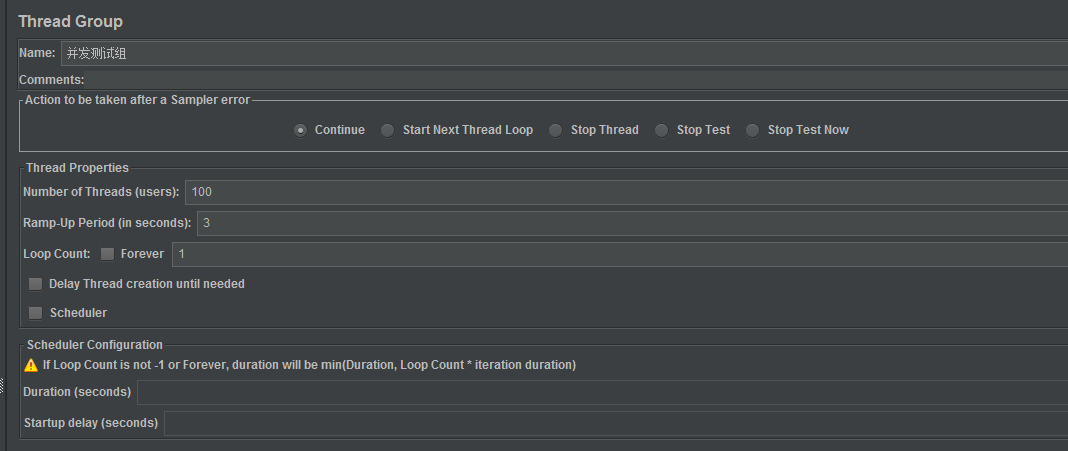 Thread Group
Name: 并发测试组
Comments:
Action to be taken after a Sampler error
Continue Start Next Thread Loop Stop Thread Stop Test Stop Test Now
Thread Properties
Number of Threads (users): 100
Ramp-Up Period (in seconds): 3
Loop Count: Forever 1
Delay Thread creation until needed
Scheduler
Scheduler Configuration
If Loop Count is not -1 or Forever, duration will be min(Duration, Loop Count * iteration duration)
Duration (seconds)
Startup delay (seconds)